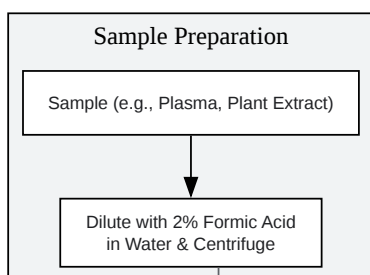 Sample Preparation
Sample (e.g., Plasma, Plant Extract)
Dilute with 2% Formic Acid
in Water & Centrifuge